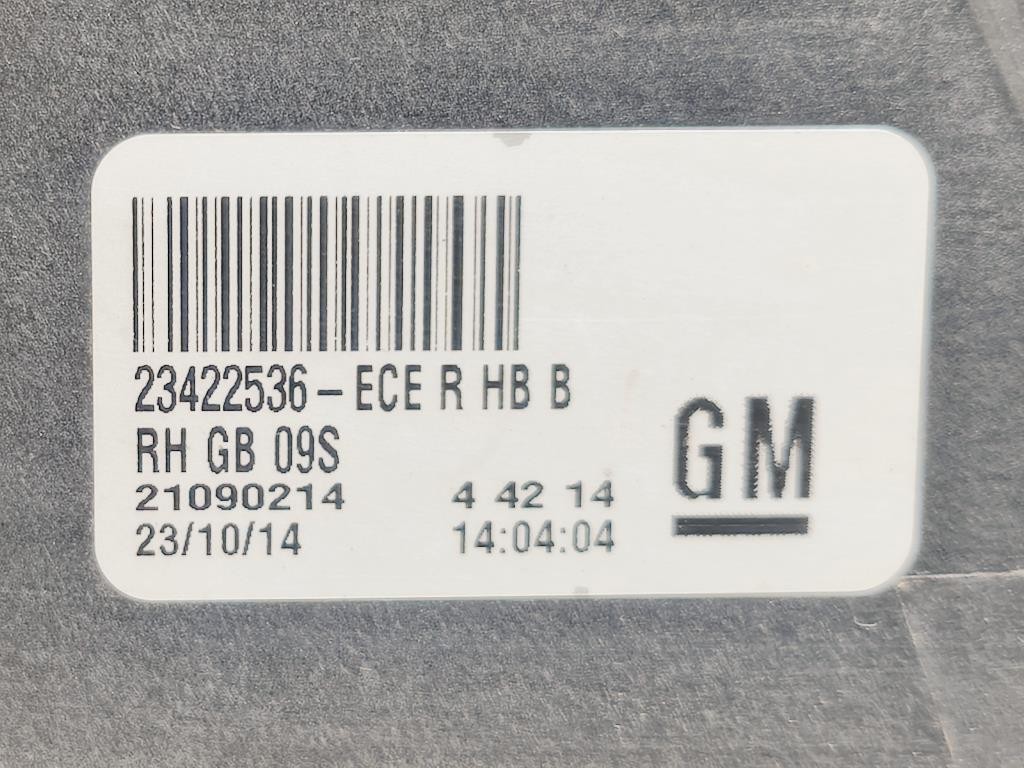 23422536-ECE R HB B
RH GB 09S
21090214 4 42 14
23/10/14 14:04:04
GM